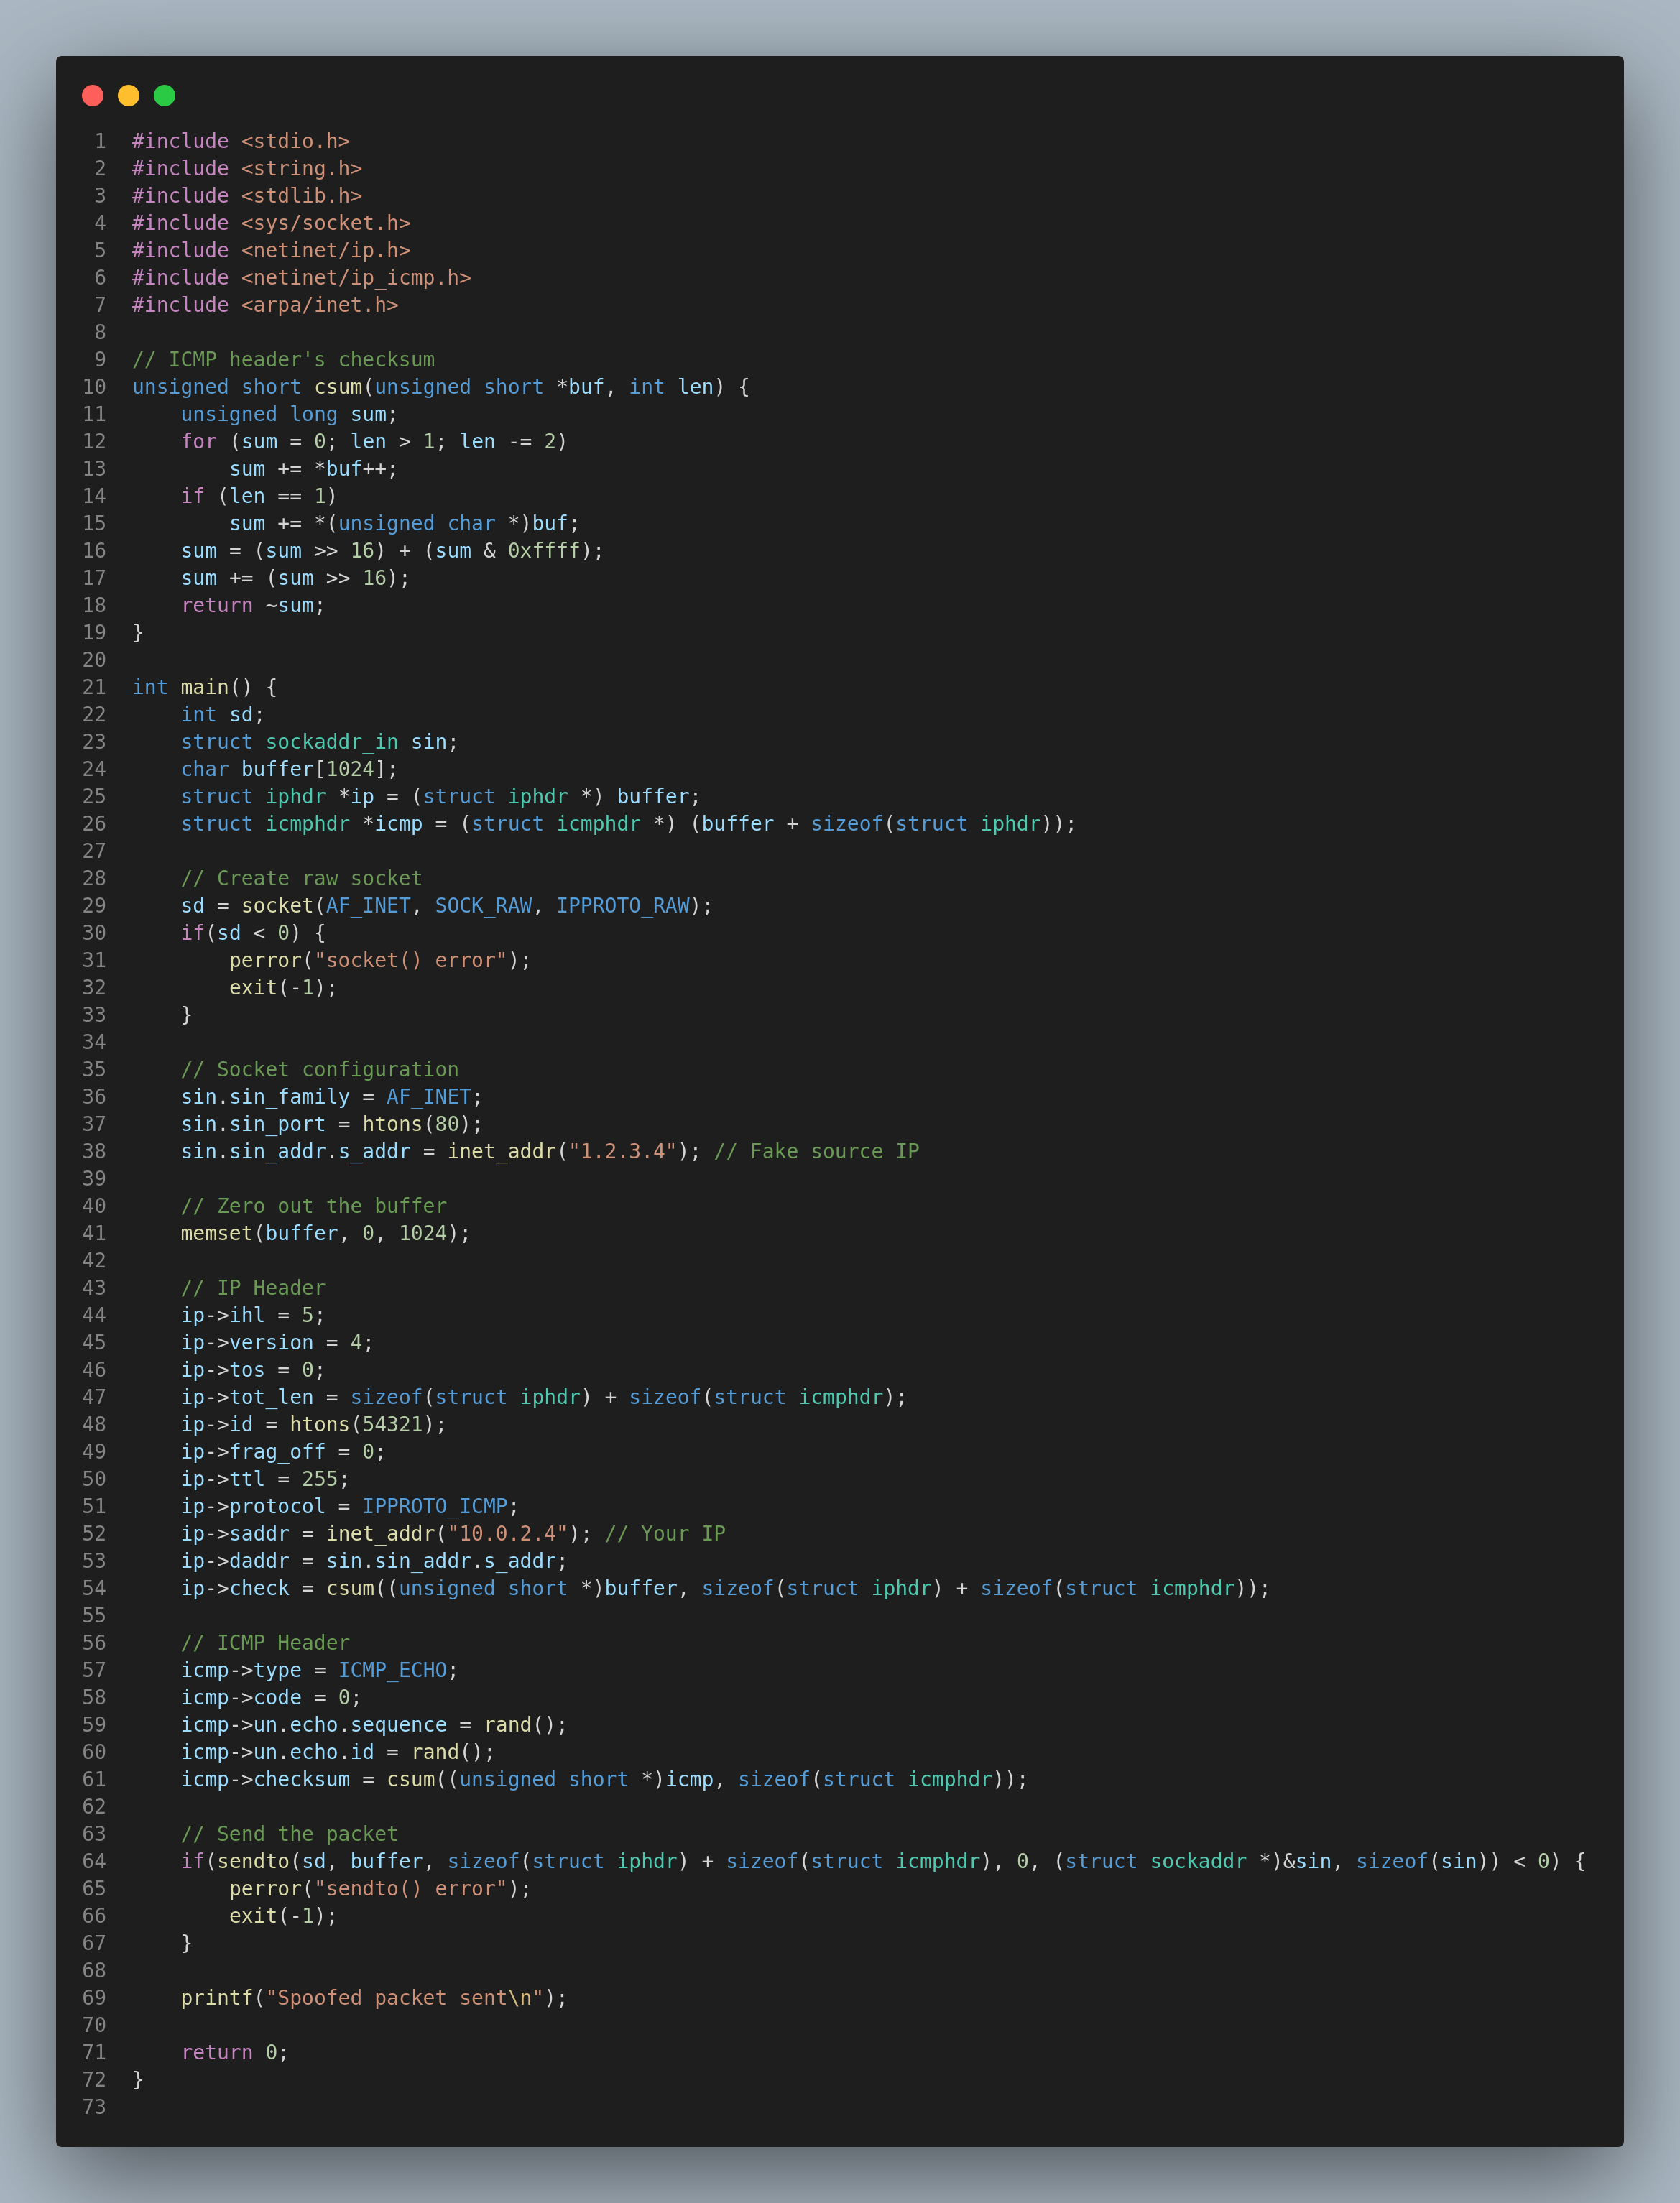 1 #include <stdio.h>
2 #include <string.h>
3 #include <stdlib.h>
4 #include <sys/socket.h>
5 #include <netinet/ip.h>
6 #include <netinet/ip_icmp.h>
7 #include <arpa/inet.h>
8
9 // ICMP header's checksum
10 unsigned short csum(unsigned short *buf, int len) {
11     unsigned long sum;
12     for (sum = 0; len > 1; len -= 2)
13         sum += *buf++;
14     if (len == 1)
15         sum += *(unsigned char *)buf;
16     sum = (sum >> 16) + (sum & 0xffff);
17     sum += (sum >> 16);
18     return ~sum;
19 }
20
21 int main() {
22     int sd;
23     struct sockaddr_in sin;
24     char buffer[1024];
25     struct iphdr *ip = (struct iphdr *) buffer;
26     struct icmphdr *icmp = (struct icmphdr *) (buffer + sizeof(struct iphdr));
27
28     // Create raw socket
29     sd = socket(AF_INET, SOCK_RAW, IPPROTO_RAW);
30     if(sd < 0) {
31         perror("socket() error");
32         exit(-1);
33     }
34
35     // Socket configuration
36     sin.sin_family = AF_INET;
37     sin.sin_port = htons(80);
38     sin.sin_addr.s_addr = inet_addr("1.2.3.4"); // Fake source IP
39
40     // Zero out the buffer
41     memset(buffer, 0, 1024);
42
43     // IP Header
44     ip->ihl = 5;
45     ip->version = 4;
46     ip->tos = 0;
47     ip->tot_len = sizeof(struct iphdr) + sizeof(struct icmphdr);
48     ip->id = htons(54321);
49     ip->frag_off = 0;
50     ip->ttl = 255;
51     ip->protocol = IPPROTO_ICMP;
52     ip->saddr = inet_addr("10.0.2.4"); // Your IP
53     ip->daddr = sin.sin_addr.s_addr;
54     ip->check = csum((unsigned short *)buffer, sizeof(struct iphdr) + sizeof(struct icmphdr));
55
56     // ICMP Header
57     icmp->type = ICMP_ECHO;
58     icmp->code = 0;
59     icmp->un.echo.sequence = rand();
60     icmp->un.echo.id = rand();
61     icmp->checksum = csum((unsigned short *)icmp, sizeof(struct icmphdr));
62
63     // Send the packet
64     if(sendto(sd, buffer, sizeof(struct iphdr) + sizeof(struct icmphdr), 0, (struct sockaddr *)&sin, sizeof(sin)) < 0) {
65         perror("sendto() error");
66         exit(-1);
67     }
68
69     printf("Spoofed packet sent\n");
70
71     return 0;
72 }
73